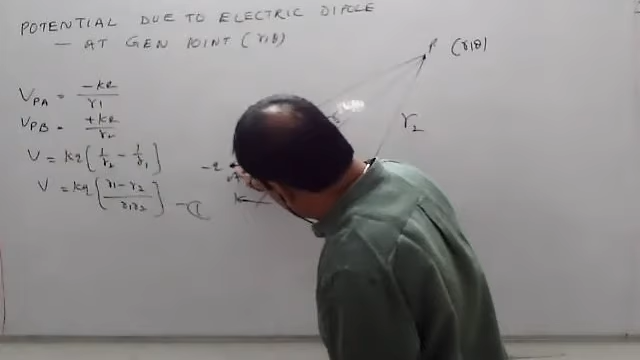 POTENTIAL DUE TO ELECTRIC DIPOLE
– AT GEN POINT (r,θ)
P (r,θ)
V_PA = -kq/r1
V_PB = +kq/r2
r2
V = kq [1/r2 - 1/r1]
-q
V = kq [r1-r2/r1r2] -①